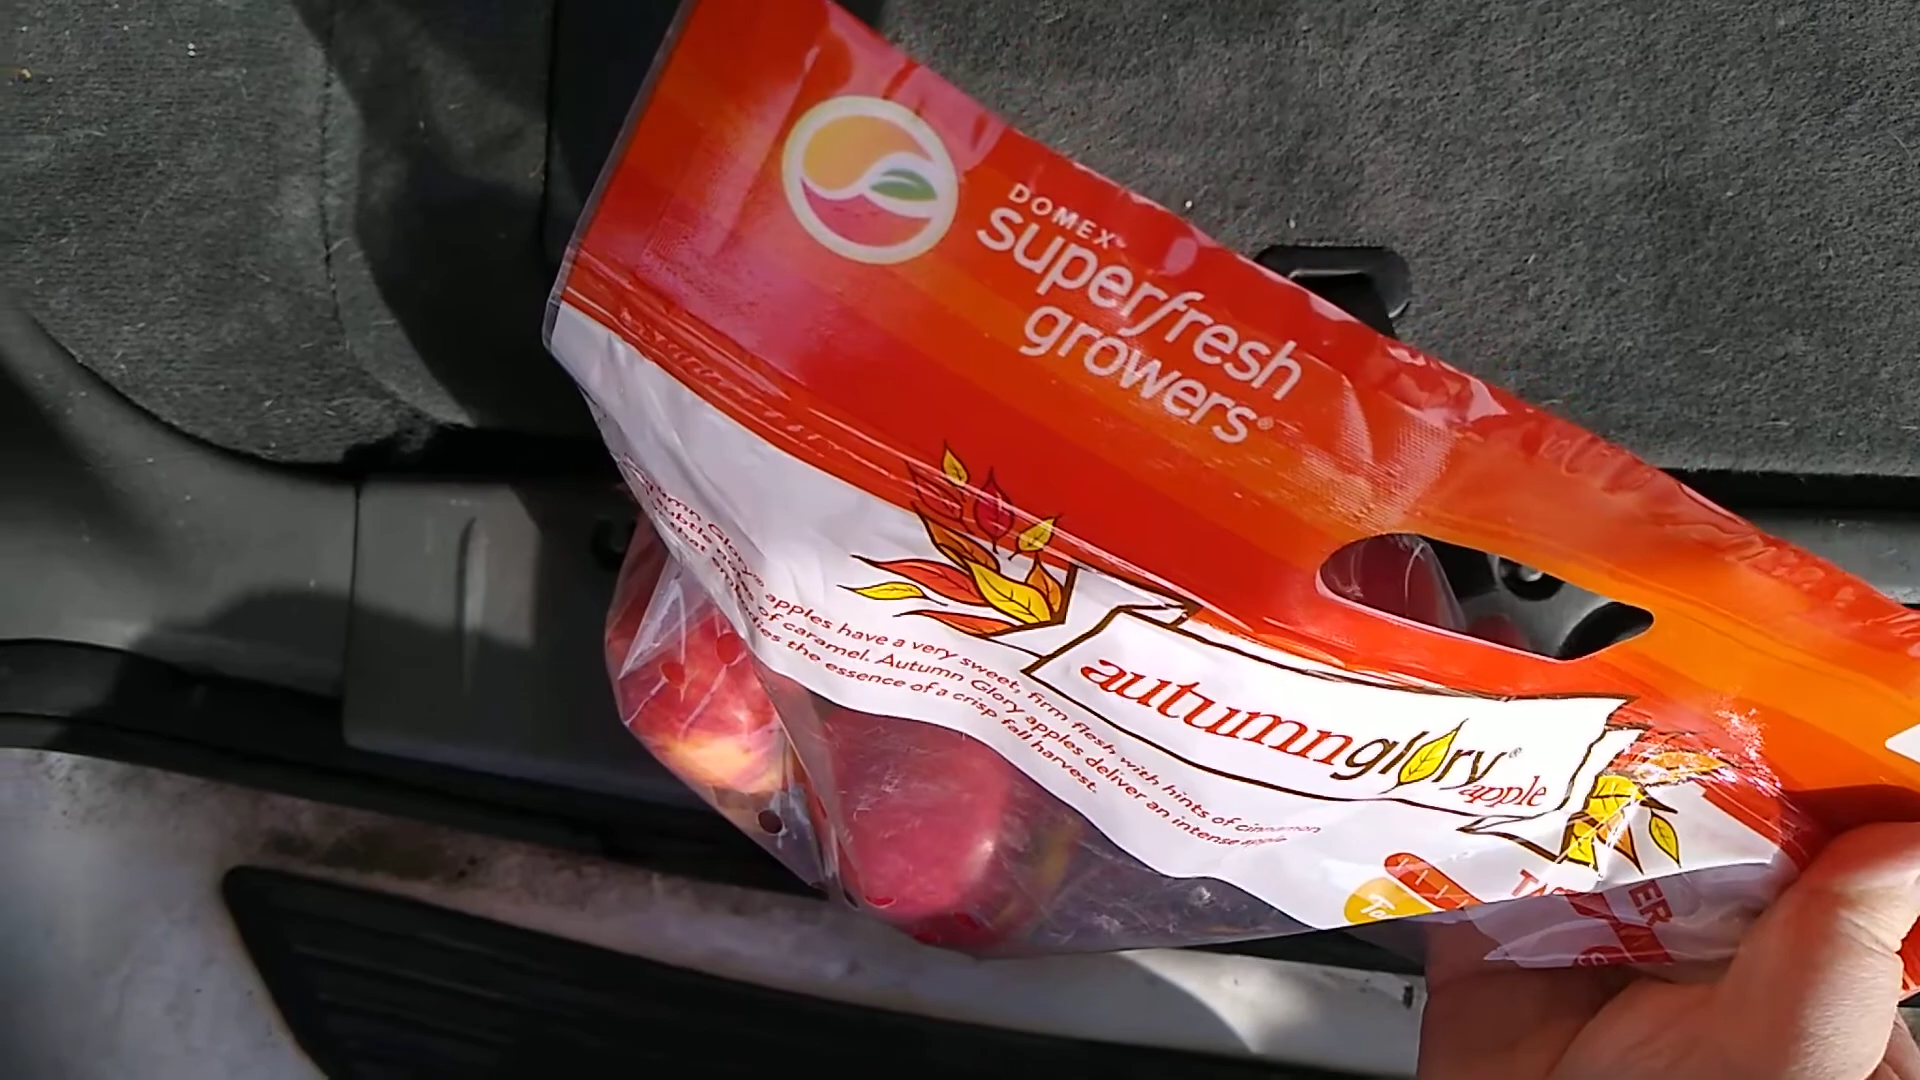 DOMEX
superfresh
growers®
autumnglory®
apple
Glory® apples have a very sweet, firm flesh with hints of cinnamon
of caramel. Autumn Glory apples deliver an intense apple
the essence of a crisp fall harvest.